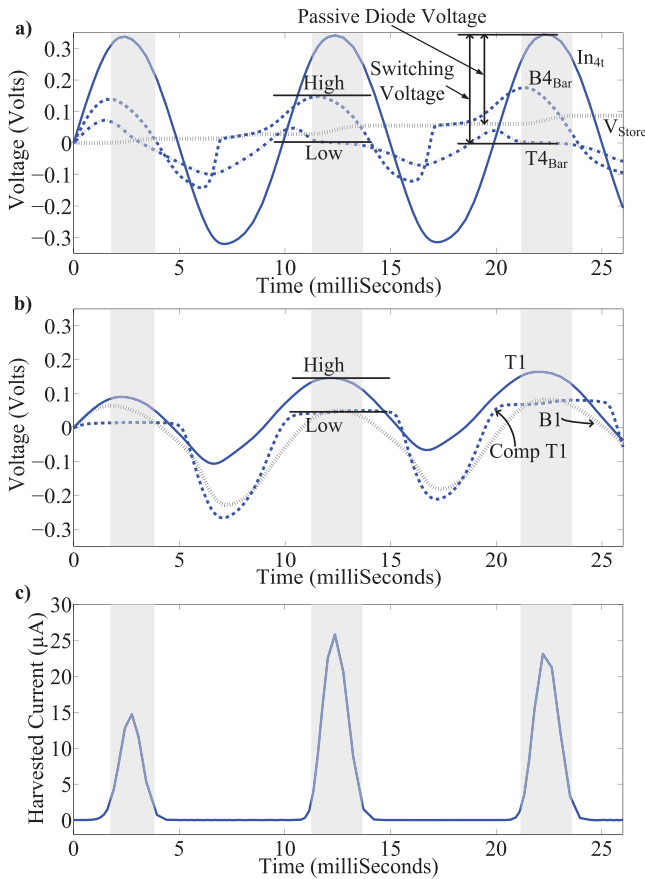 a)
Passive Diode Voltage
Switching
Voltage
In4t
B4Bar
High
VStore
Low
T4Bar
Voltage (Volts)
0.3
0.2
0.1
0
−0.1
−0.2
−0.3
0 5 10 15 20 25
Time (milliSeconds)
b)
T1
High
Low
B1
Comp T1
Voltage (Volts)
0.3
0.2
0.1
0
−0.1
−0.2
−0.3
0 5 10 15 20 25
Time (milliSeconds)
c)
Harvested Current (μA)
30
25
20
15
10
5
0
0 5 10 15 20 25
Time (milliSeconds)